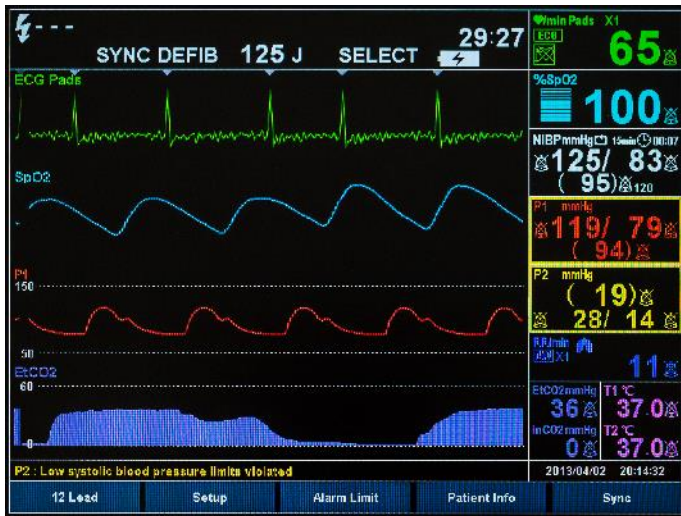 ---
29:27
SYNC DEFIB 125 J SELECT
ECG Pads
SpO2
P1
150
50
EtCO2
60
0
P2 : Low systolic blood pressure limits violated
12 Lead Setup Alarm Limit Patient Info Sync
/min Pads X1
ECG
65
%SpO2
100
NIBP mmHg 15min 00:07
125/ 83
( 95) 120
P1 mmHg
119/ 79
( 94)
P2 mmHg
( 19)
28/ 14
RR/min
X1
11
EtCO2 mmHg T1 °C
36 37.0
inCO2 mmHg T2 °C
0 37.0
2013/04/02 20:14:32